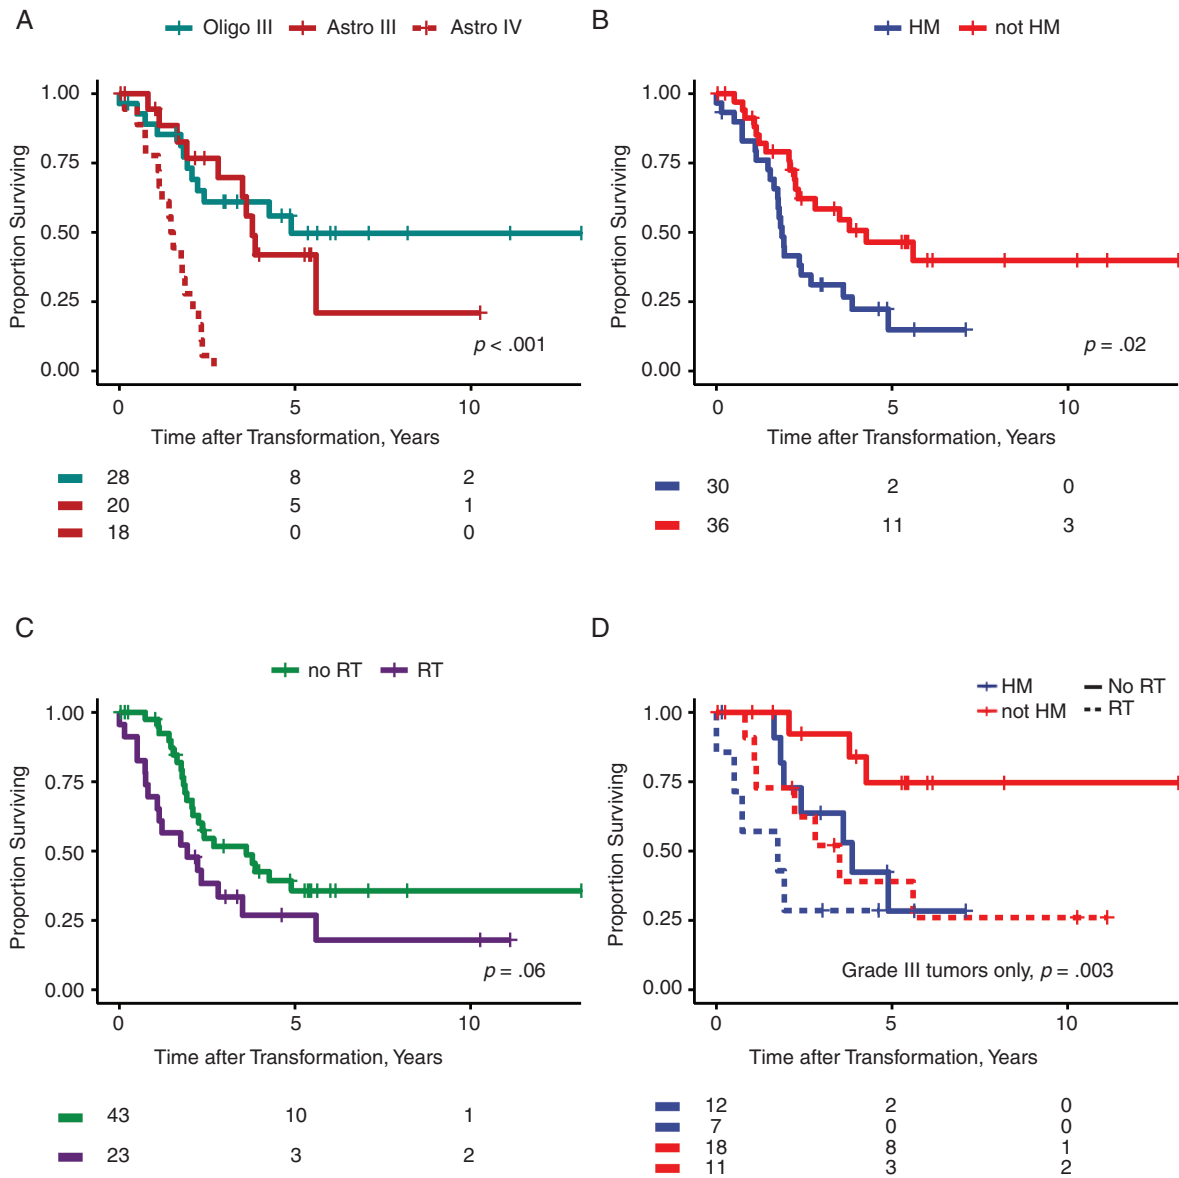 A
Oligo III Astro III Astro IV
Proportion Surviving
1.00
0.75
0.50
0.25
0.00
p < .001
0 5 10
Time after Transformation, Years
28 8 2
20 5 1
18 0 0
B
HM not HM
Proportion Surviving
1.00
0.75
0.50
0.25
0.00
p = .02
0 5 10
Time after Transformation, Years
30 2 0
36 11 3
C
no RT RT
Proportion Surviving
1.00
0.75
0.50
0.25
0.00
p = .06
0 5 10
Time after Transformation, Years
43 10 1
23 3 2
D
HM No RT
not HM RT
Proportion Surviving
1.00
0.75
0.50
0.25
0.00
Grade III tumors only, p = .003
0 5 10
Time after Transformation, Years
12 2 0
7 0 0
18 8 1
11 3 2